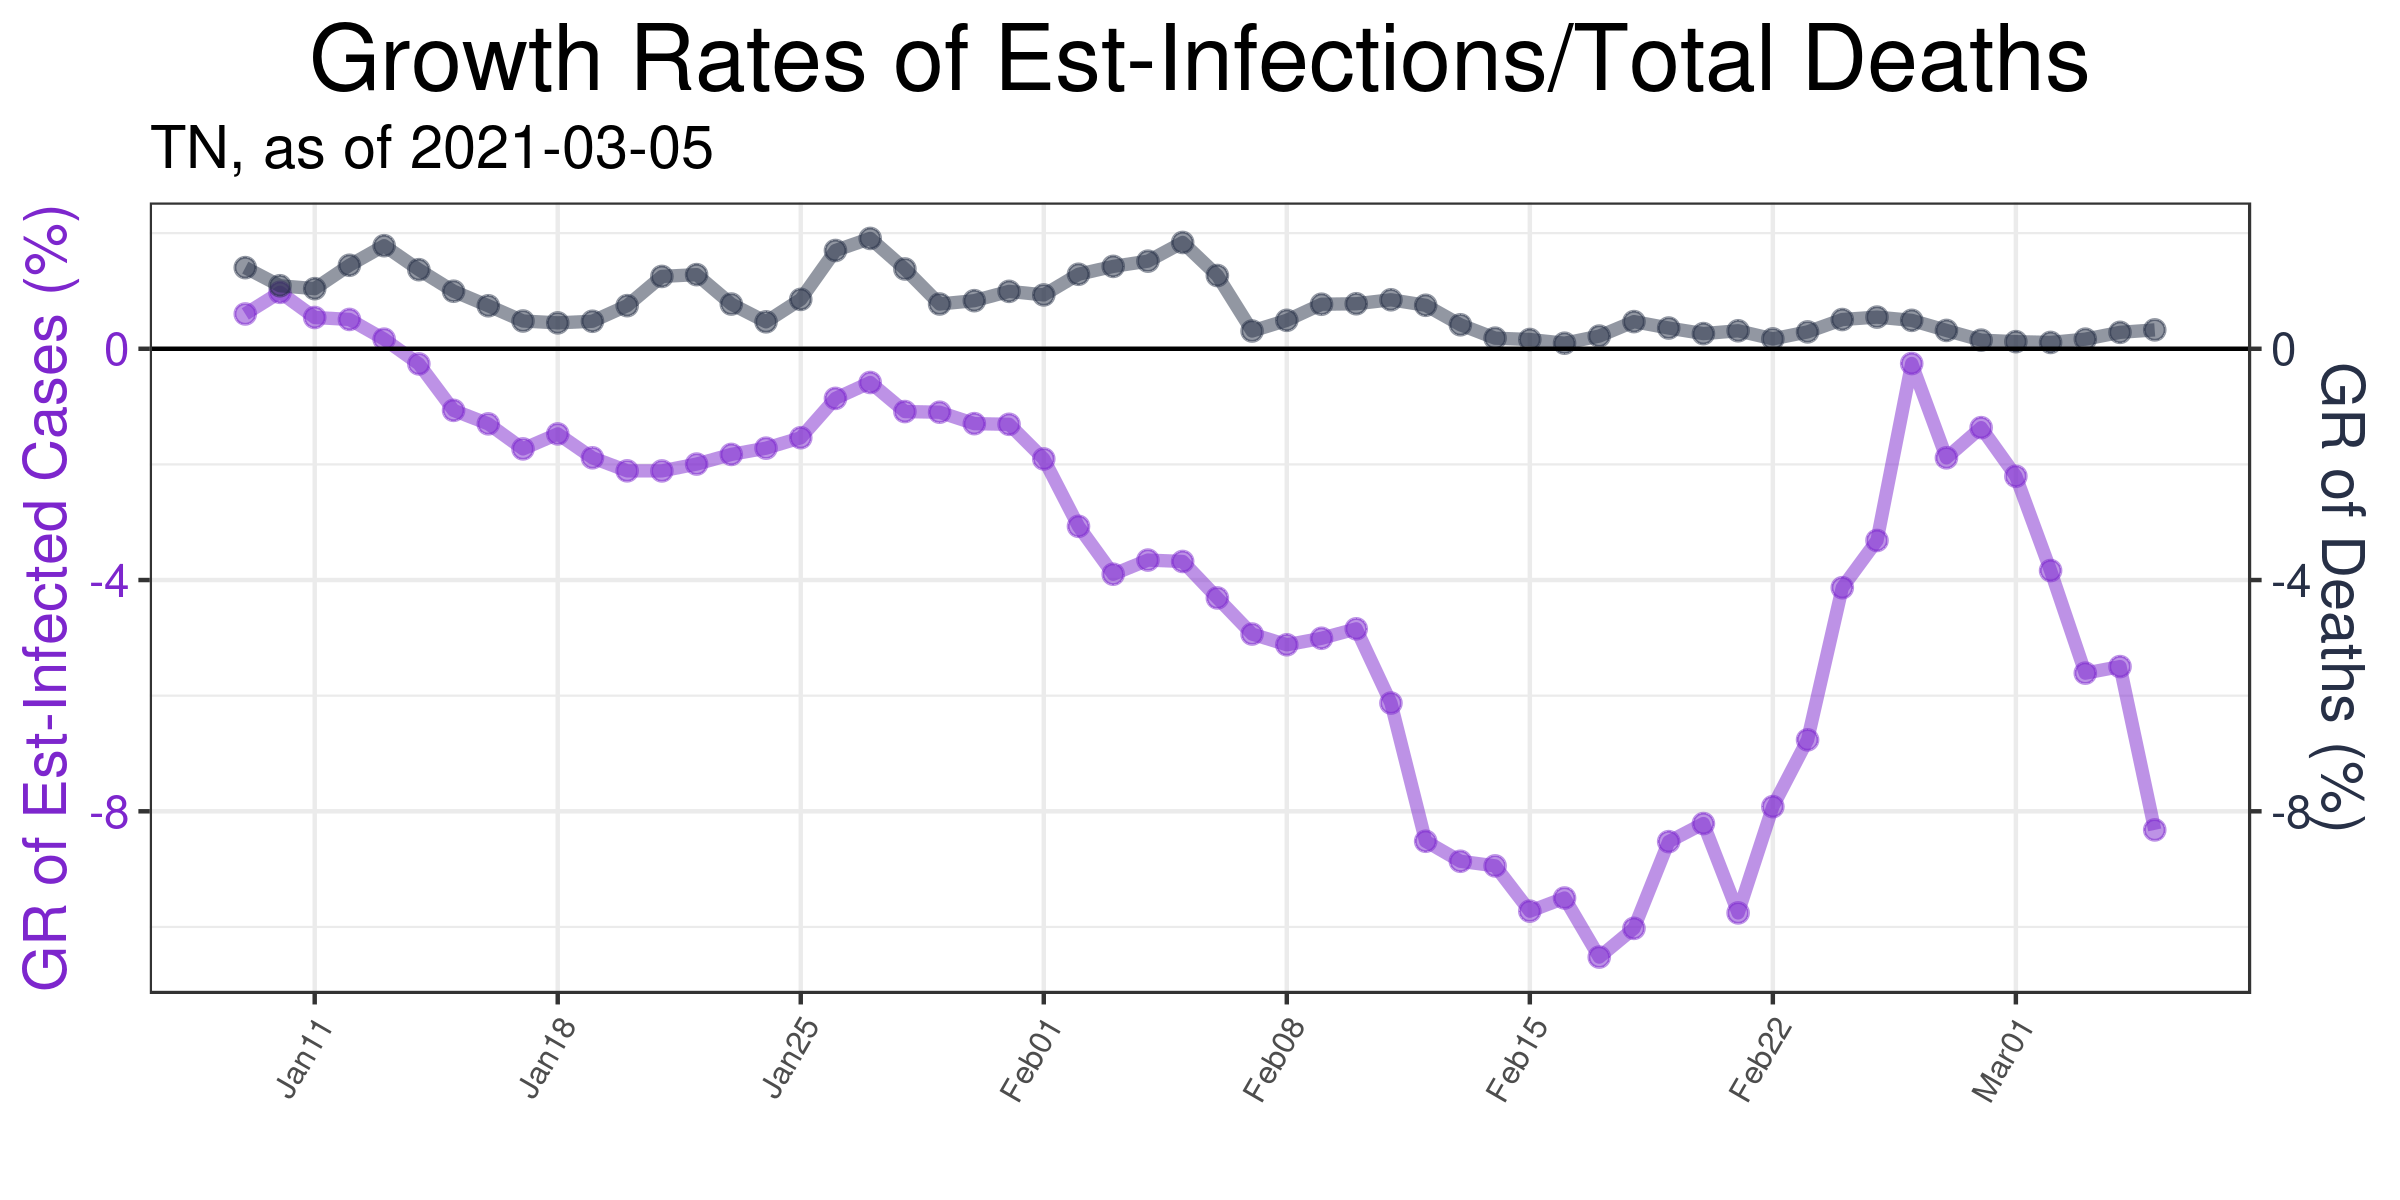 Growth Rates of Est-Infections/Total Deaths
TN, as of 2021-03-05
GR of Est-Infected Cases (%)
0
-4
-8
0
-4
-8
GR of Deaths (%)
Jan11
Jan18
Jan25
Feb01
Feb08
Feb15
Feb22
Mar01